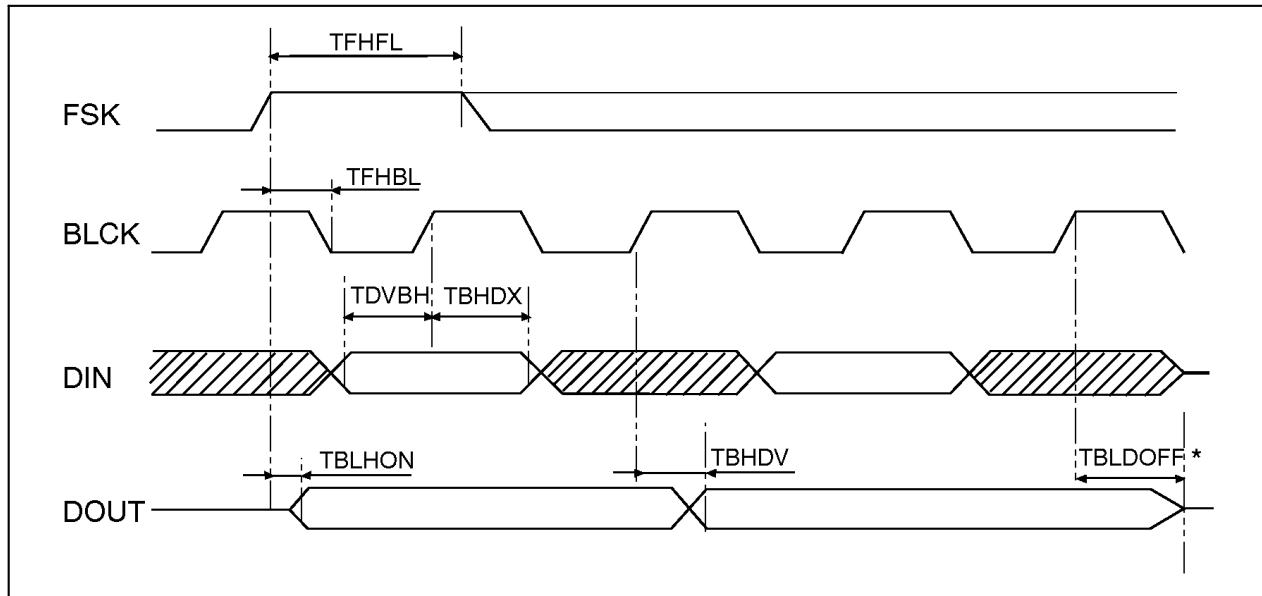 TFHFL
FSK
TFHBL
BLCK
TDVBH TBHDX
DIN
TBLHON TBHDV TBLDOFF *
DOUT